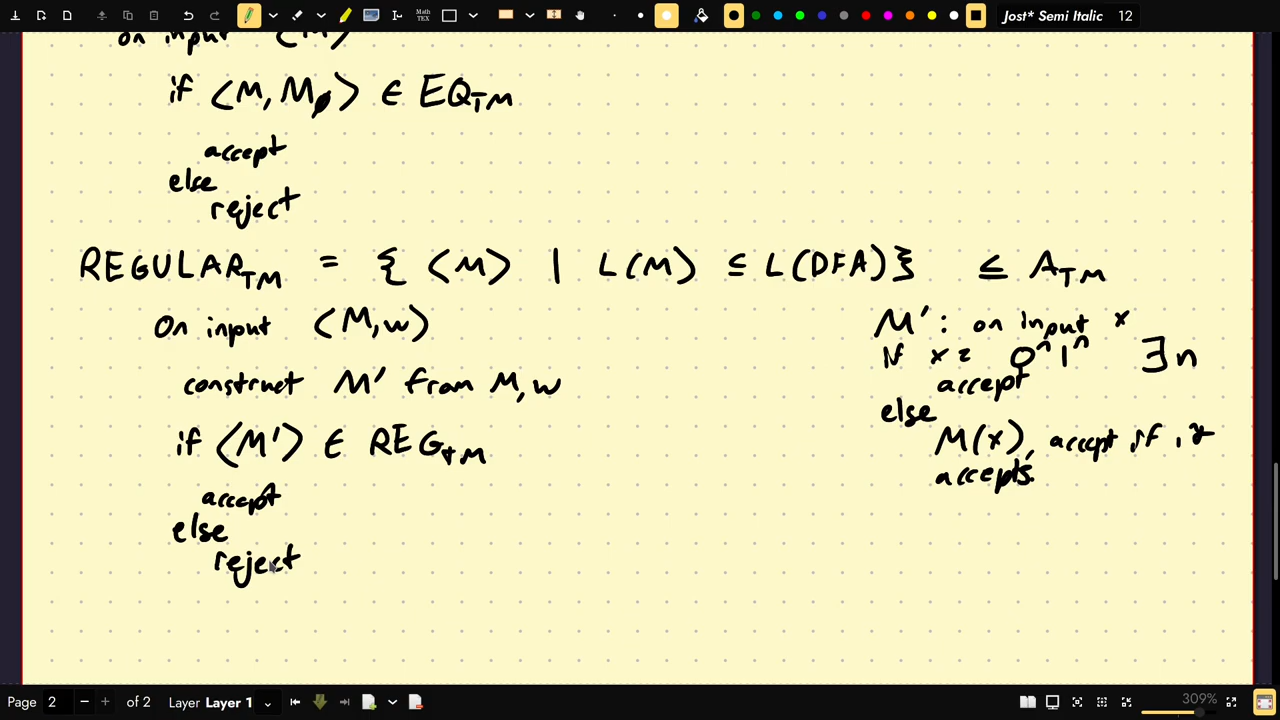 Jost* Semi Italic 12
on input ⟨M⟩
if ⟨M, M∅⟩ ∈ EQTM
accept
else
reject
REGULARTM = { ⟨M⟩ | L(M) ≤ L(DFA)} ≤ ATM
On input ⟨M,w⟩
construct M' from M,w
if ⟨M'⟩ ∈ REGTM
accept
else
reject
M': on input x
If x = 0ⁿ1ⁿ ∃n
accept
else
M(x), accept if it
accepts.
Page 2 of 2 Layer Layer 1 309%